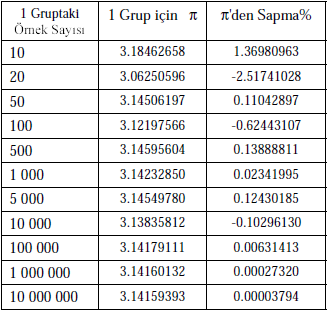 1 Gruptaki Örnek Sayısı | 1 Grup için π | π'den Sapma%
10 | 3.18462658 | 1.36980963
20 | 3.06250596 | -2.51741028
50 | 3.14506197 | 0.11042897
100 | 3.12197566 | -0.62443107
500 | 3.14595604 | 0.13888811
1 000 | 3.14232850 | 0.02341995
5 000 | 3.14549780 | 0.12430185
10 000 | 3.13835812 | -0.10296130
100 000 | 3.14179111 | 0.00631413
1 000 000 | 3.14160132 | 0.00027320
10 000 000 | 3.14159393 | 0.00003794